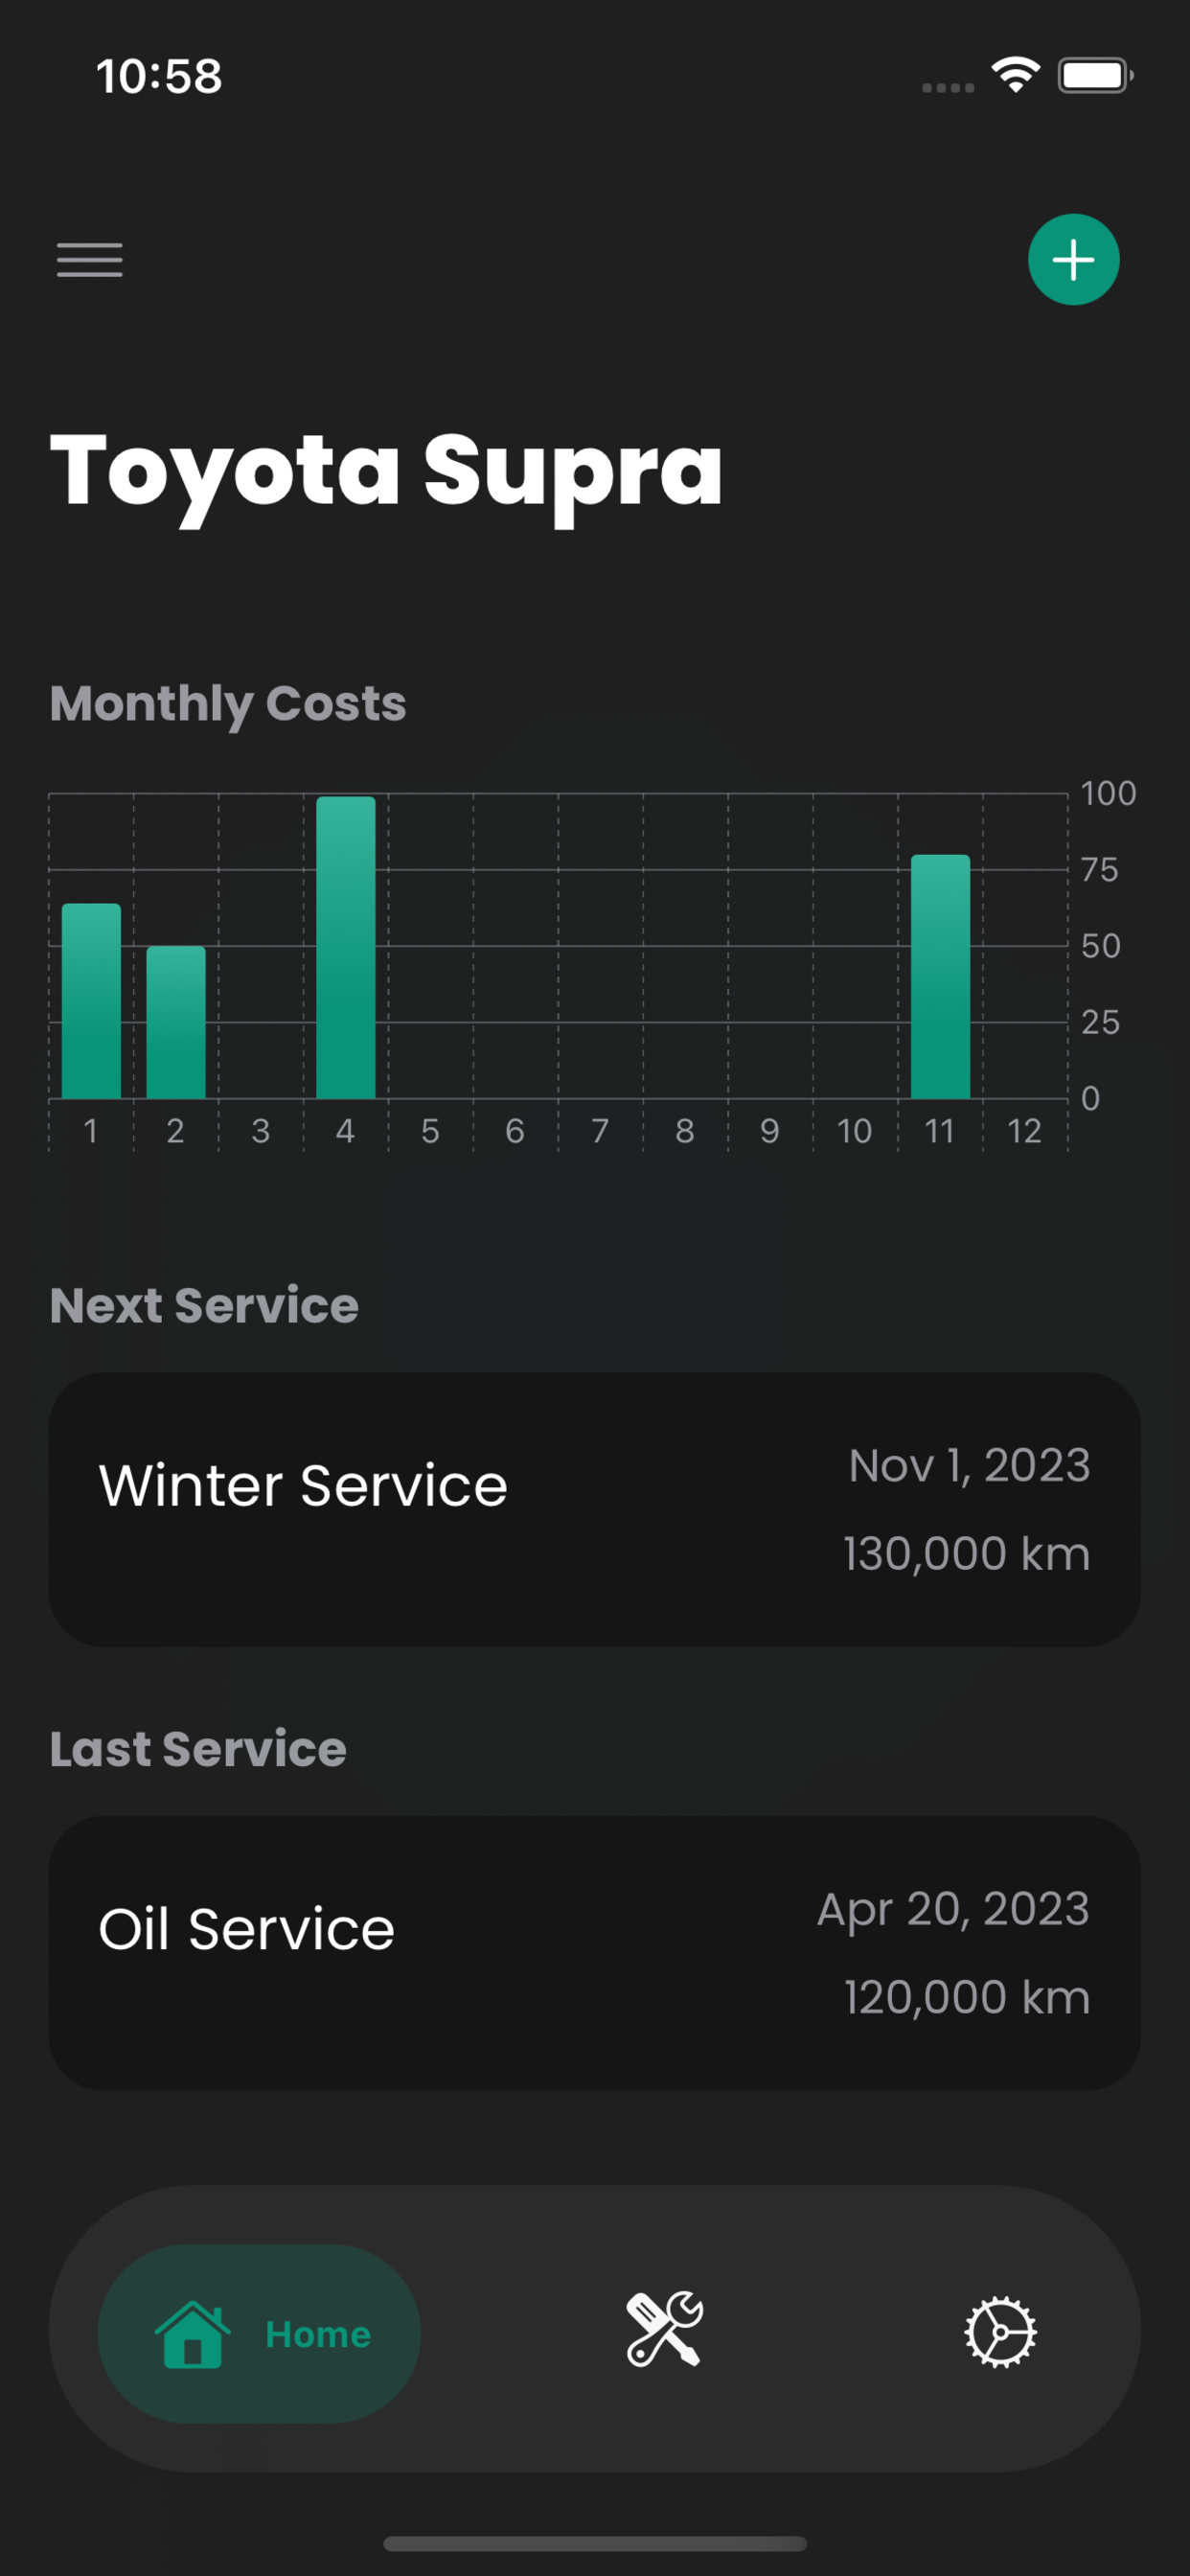 10:58
Toyota Supra
Monthly Costs
100
75
50
25
0
1 2 3 4 5 6 7 8 9 10 11 12
Next Service
Winter Service
Nov 1, 2023
130,000 km
Last Service
Oil Service
Apr 20, 2023
120,000 km
Home